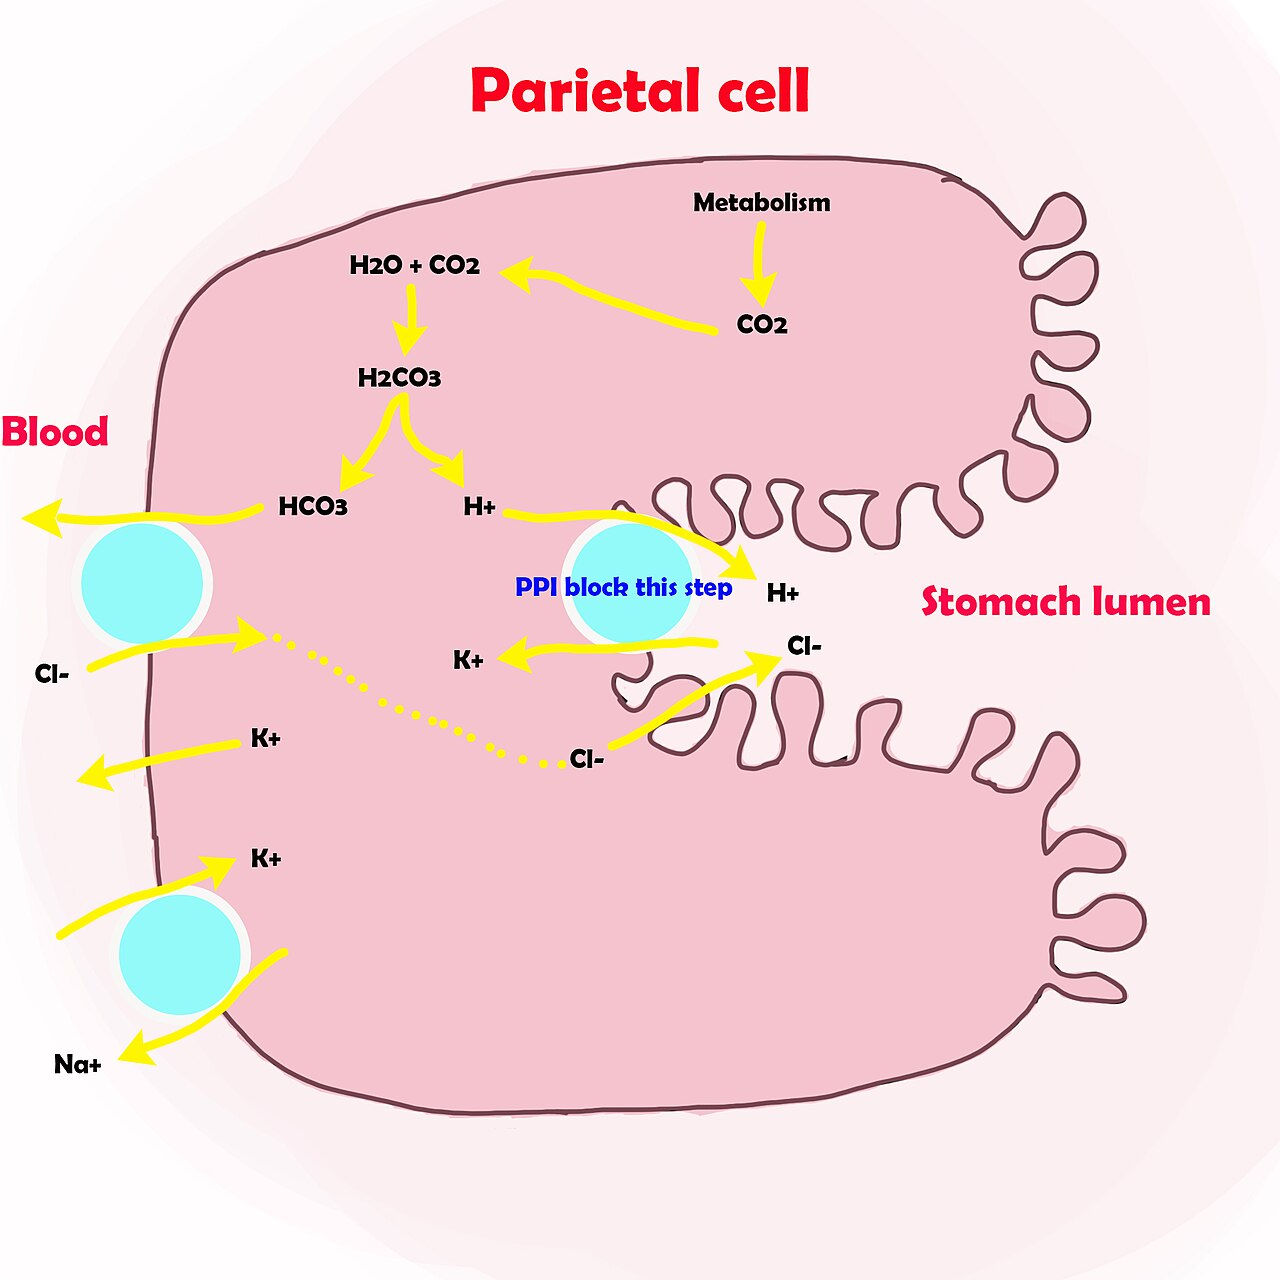 Parietal cell
Metabolism
H2O + CO2
CO2
H2CO3
Blood
HCO3
H+
PPI block this step
H+
Stomach lumen
Cl-
K+
Cl-
K+
Cl-
K+
Na+